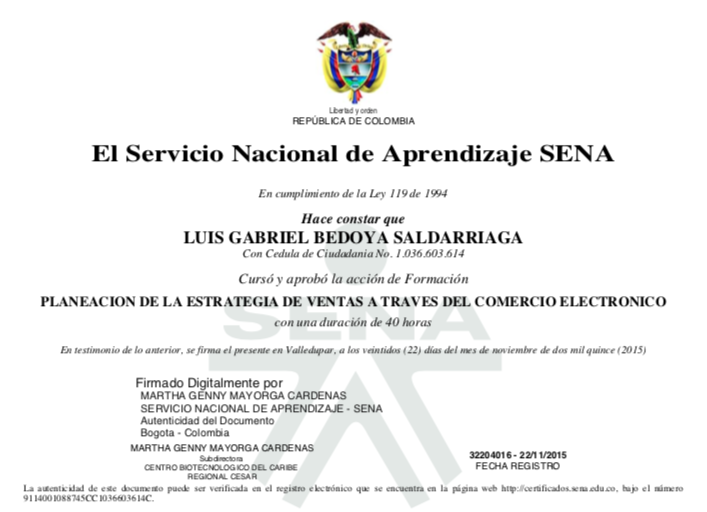 Libertad y orden
REPÚBLICA DE COLOMBIA
El Servicio Nacional de Aprendizaje SENA
En cumplimiento de la Ley 119 de 1994
Hace constar que
LUIS GABRIEL BEDOYA SALDARRIAGA
Con Cedula de Ciudadania No. 1.036.603.614
Cursó y aprobó la acción de Formación
PLANEACION DE LA ESTRATEGIA DE VENTAS A TRAVES DEL COMERCIO ELECTRONICO
con una duración de 40 horas
SENA
En testimonio de lo anterior, se firma el presente en Valledupar, a los veintidos (22) días del mes de noviembre de dos mil quince (2015)
Firmado Digitalmente por
MARTHA GENNY MAYORGA CARDENAS
SERVICIO NACIONAL DE APRENDIZAJE - SENA
Autenticidad del Documento
Bogota - Colombia
MARTHA GENNY MAYORGA CARDENAS
Subdirectora
CENTRO BIOTECNOLOGICO DEL CARIBE
REGIONAL CESAR
32204016 - 22/11/2015
FECHA REGISTRO
La autenticidad de este documento puede ser verificada en el registro electrónico que se encuentra en la página web http://certificados.sena.edu.co, bajo el número
9114001088745CC1036603614C.